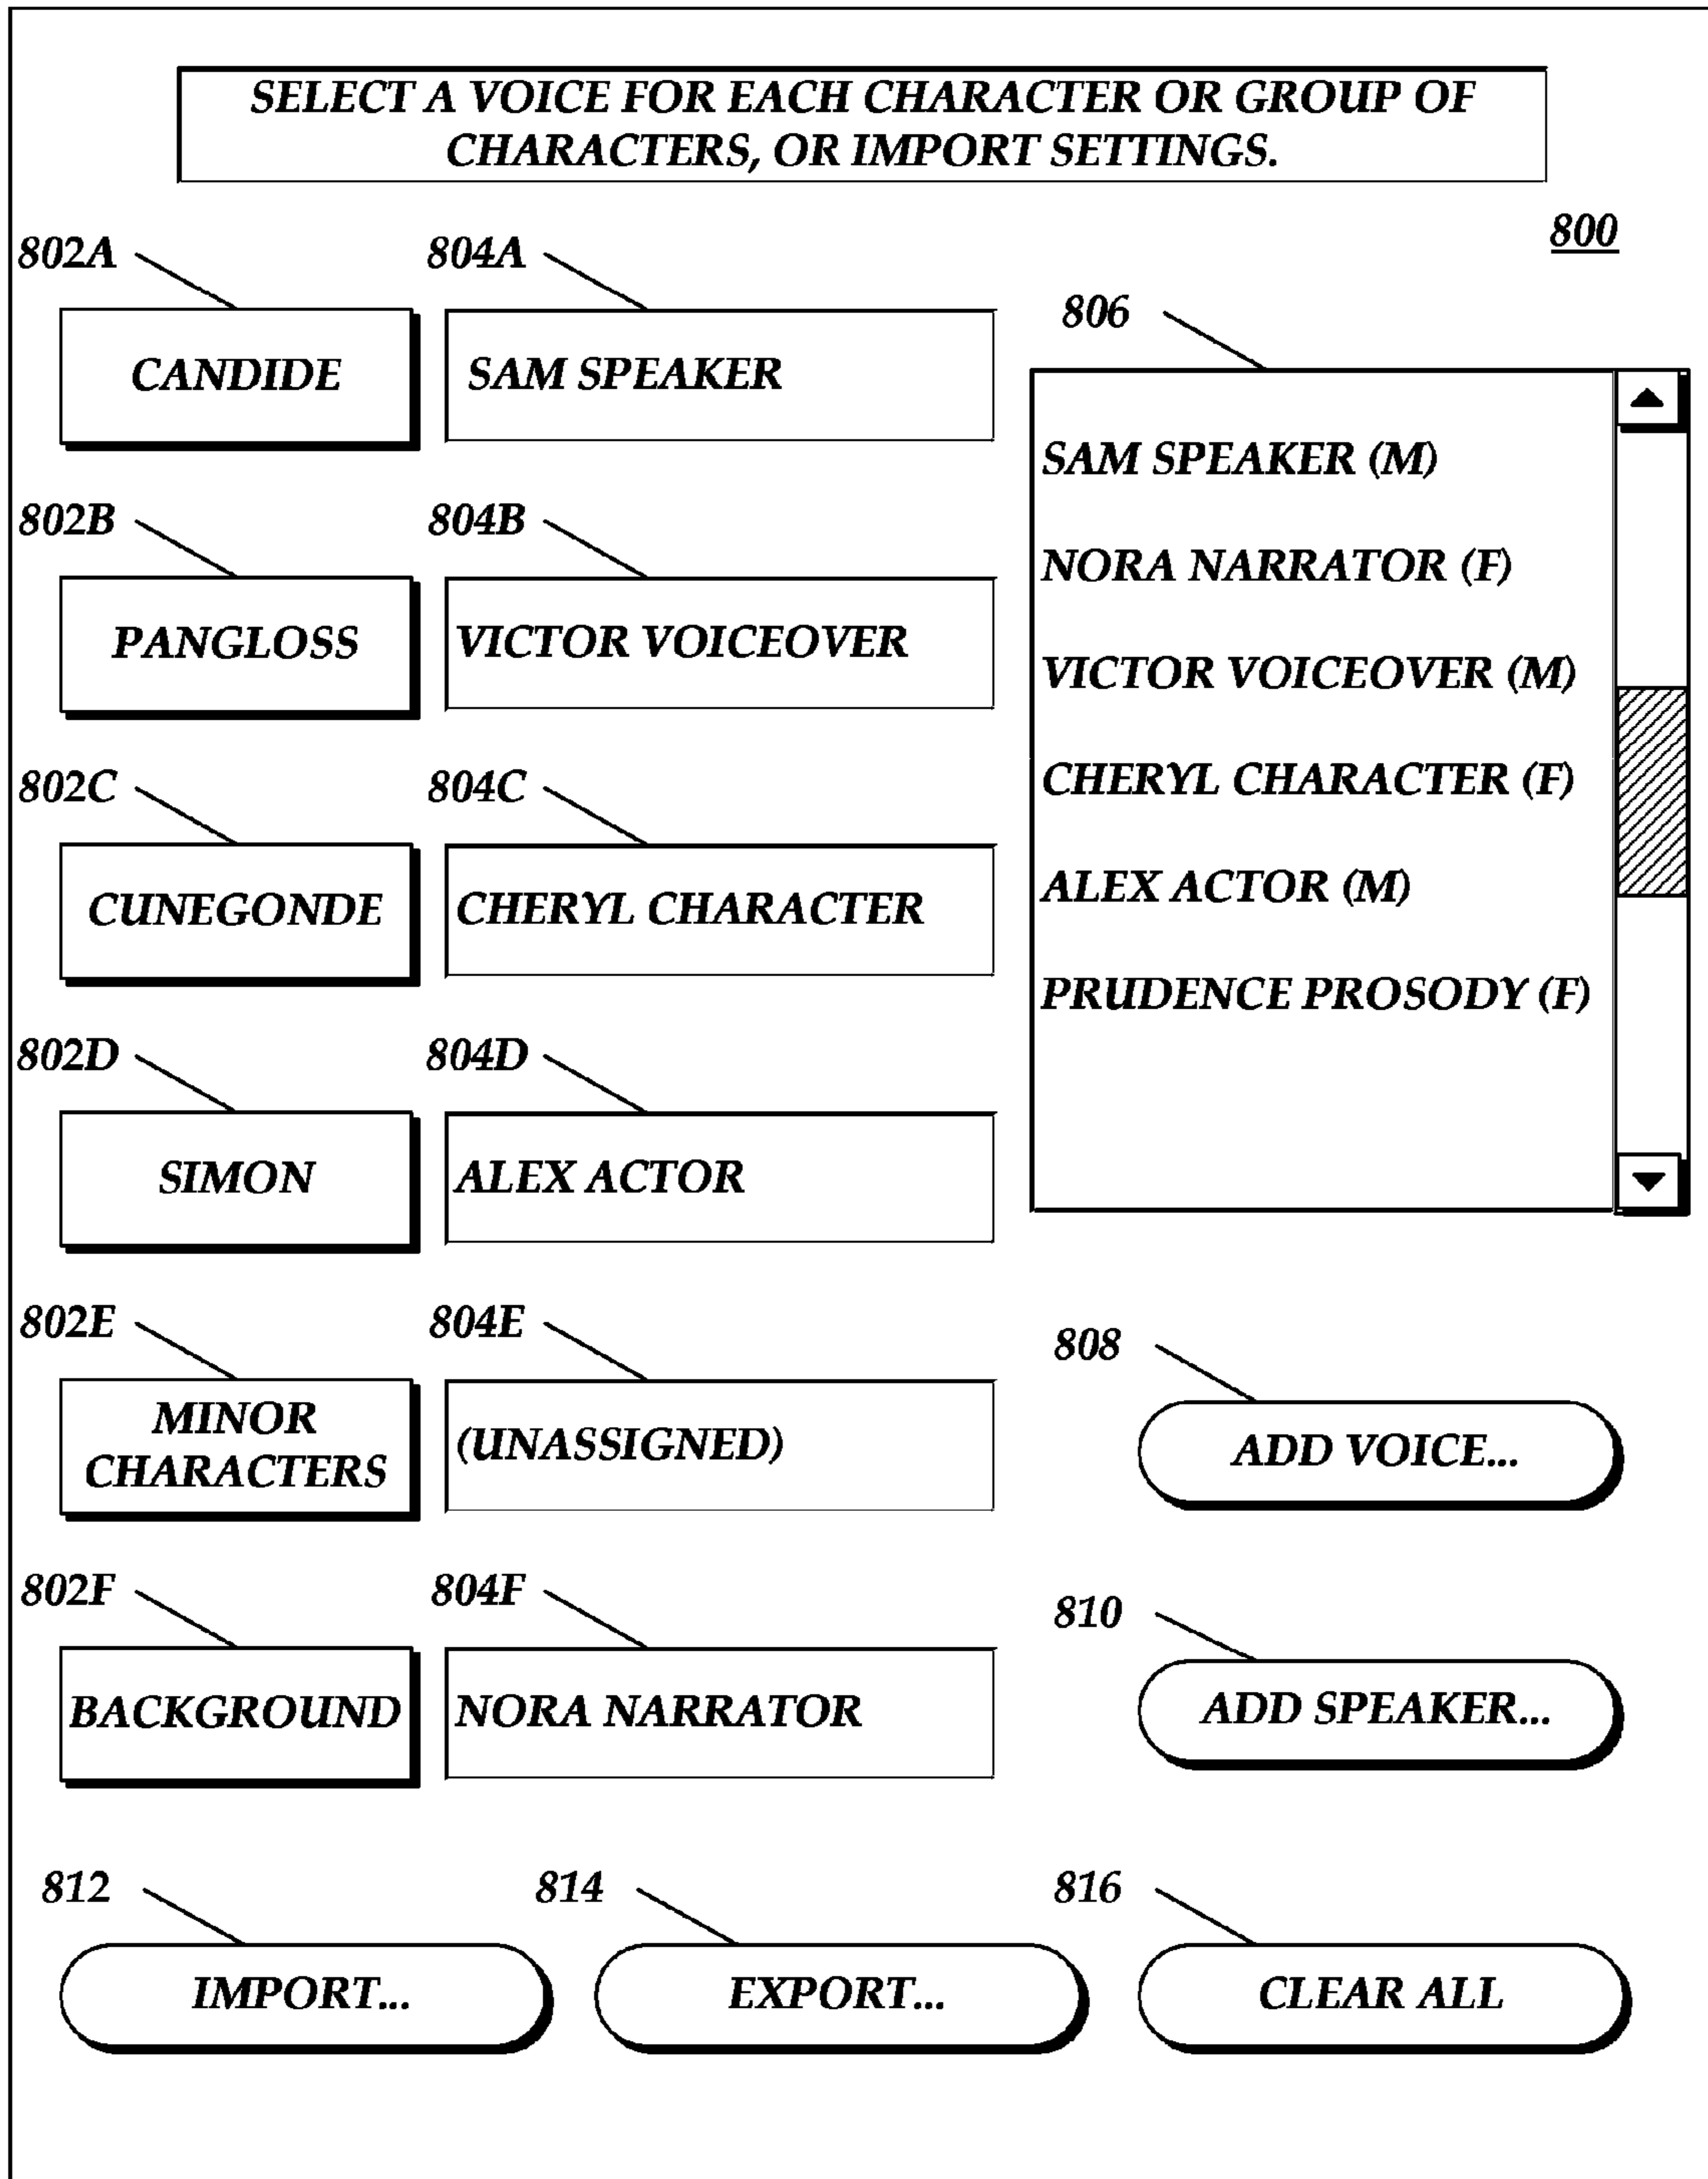 SELECT A VOICE FOR EACH CHARACTER OR GROUP OF
CHARACTERS, OR IMPORT SETTINGS.
800
802A
804A
CANDIDE
SAM SPEAKER
802B
804B
PANGLOSS
VICTOR VOICEOVER
802C
804C
CUNEGONDE
CHERYL CHARACTER
802D
804D
SIMON
ALEX ACTOR
802E
804E
MINOR
CHARACTERS
(UNASSIGNED)
802F
804F
BACKGROUND
NORA NARRATOR
806
SAM SPEAKER (M)
NORA NARRATOR (F)
VICTOR VOICEOVER (M)
CHERYL CHARACTER (F)
ALEX ACTOR (M)
PRUDENCE PROSODY (F)
808
ADD VOICE...
810
ADD SPEAKER...
812
IMPORT...
814
EXPORT...
816
CLEAR ALL